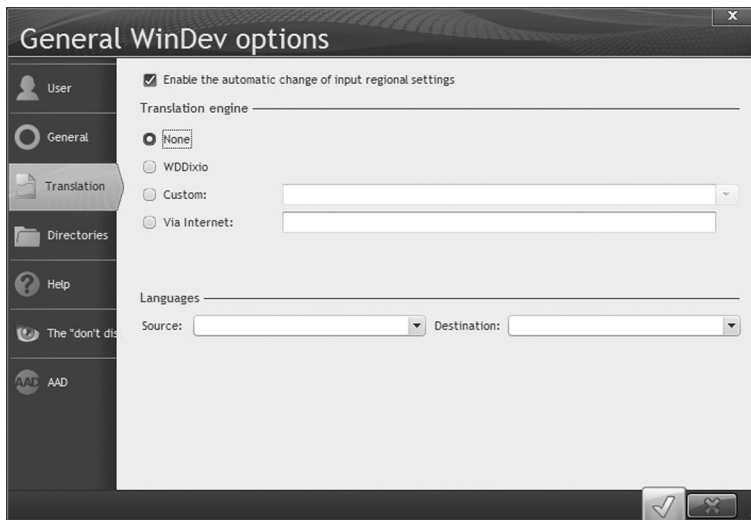 General WinDev options
x
User
General
Translation
Directories
Help
The "don't dis
AAD
AAD
Enable the automatic change of input regional settings
Translation engine
None
WDDixio
Custom:
Via Internet:
Languages
Source:
Destination: